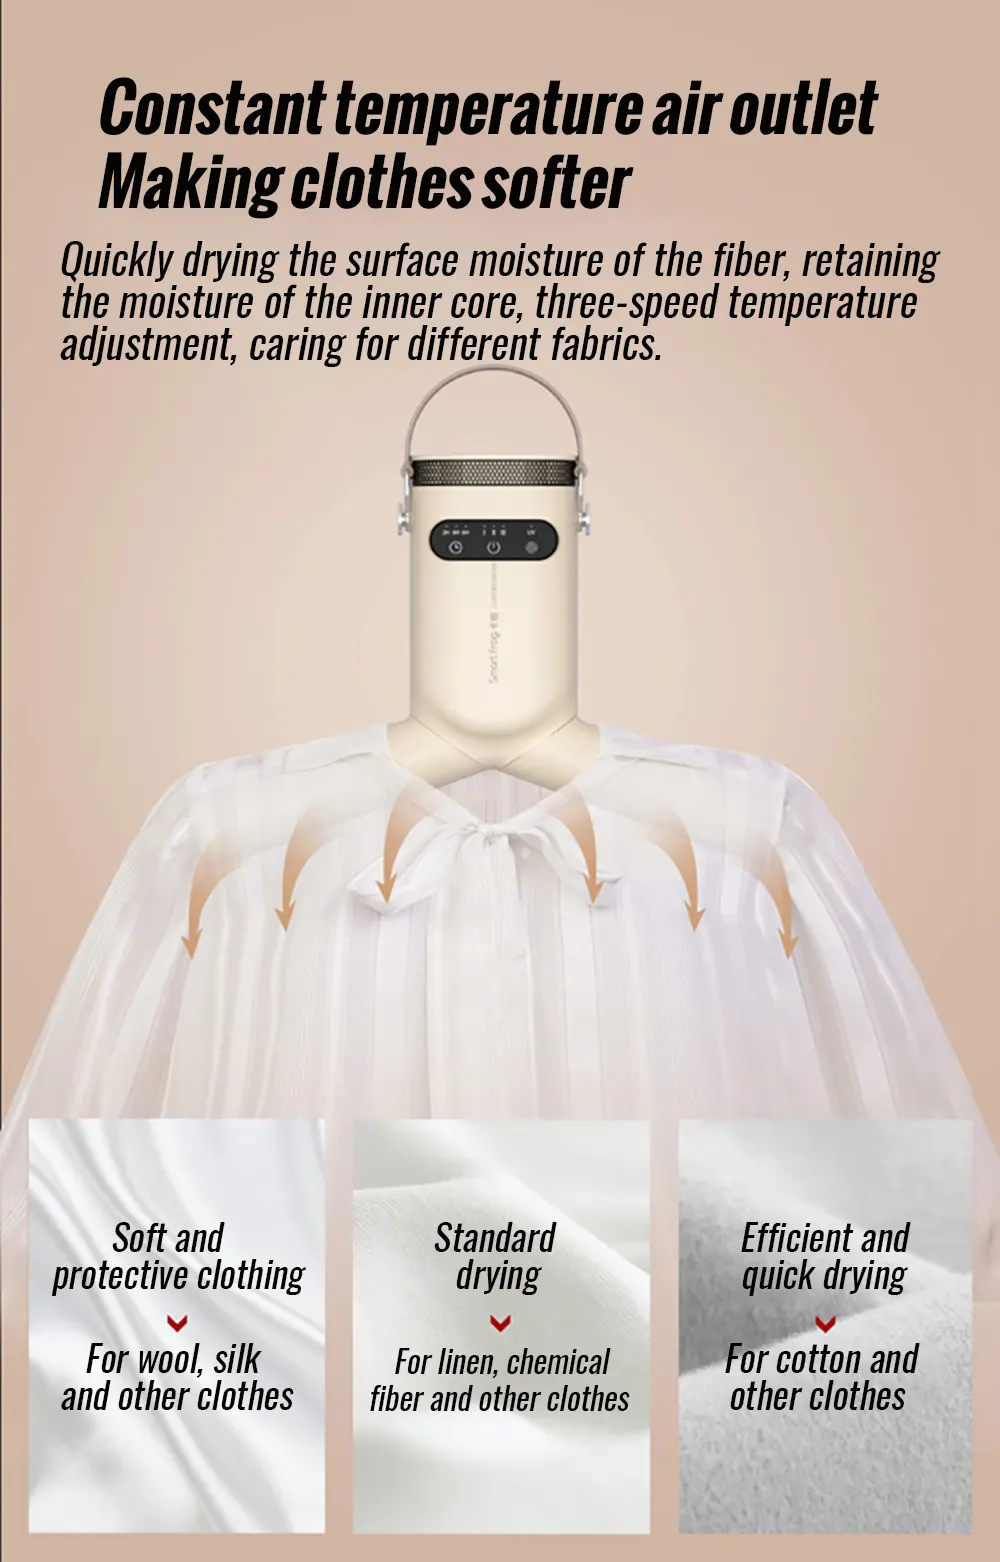 Constant temperature air outlet
Making clothes softer
Quickly drying the surface moisture of the fiber, retaining
the moisture of the inner core, three-speed temperature
adjustment, caring for different fabrics.
UV
Smart Frog
Soft and
protective clothing
For wool, silk
and other clothes
Standard
drying
For linen, chemical
fiber and other clothes
Efficient and
quick drying
For cotton and
other clothes